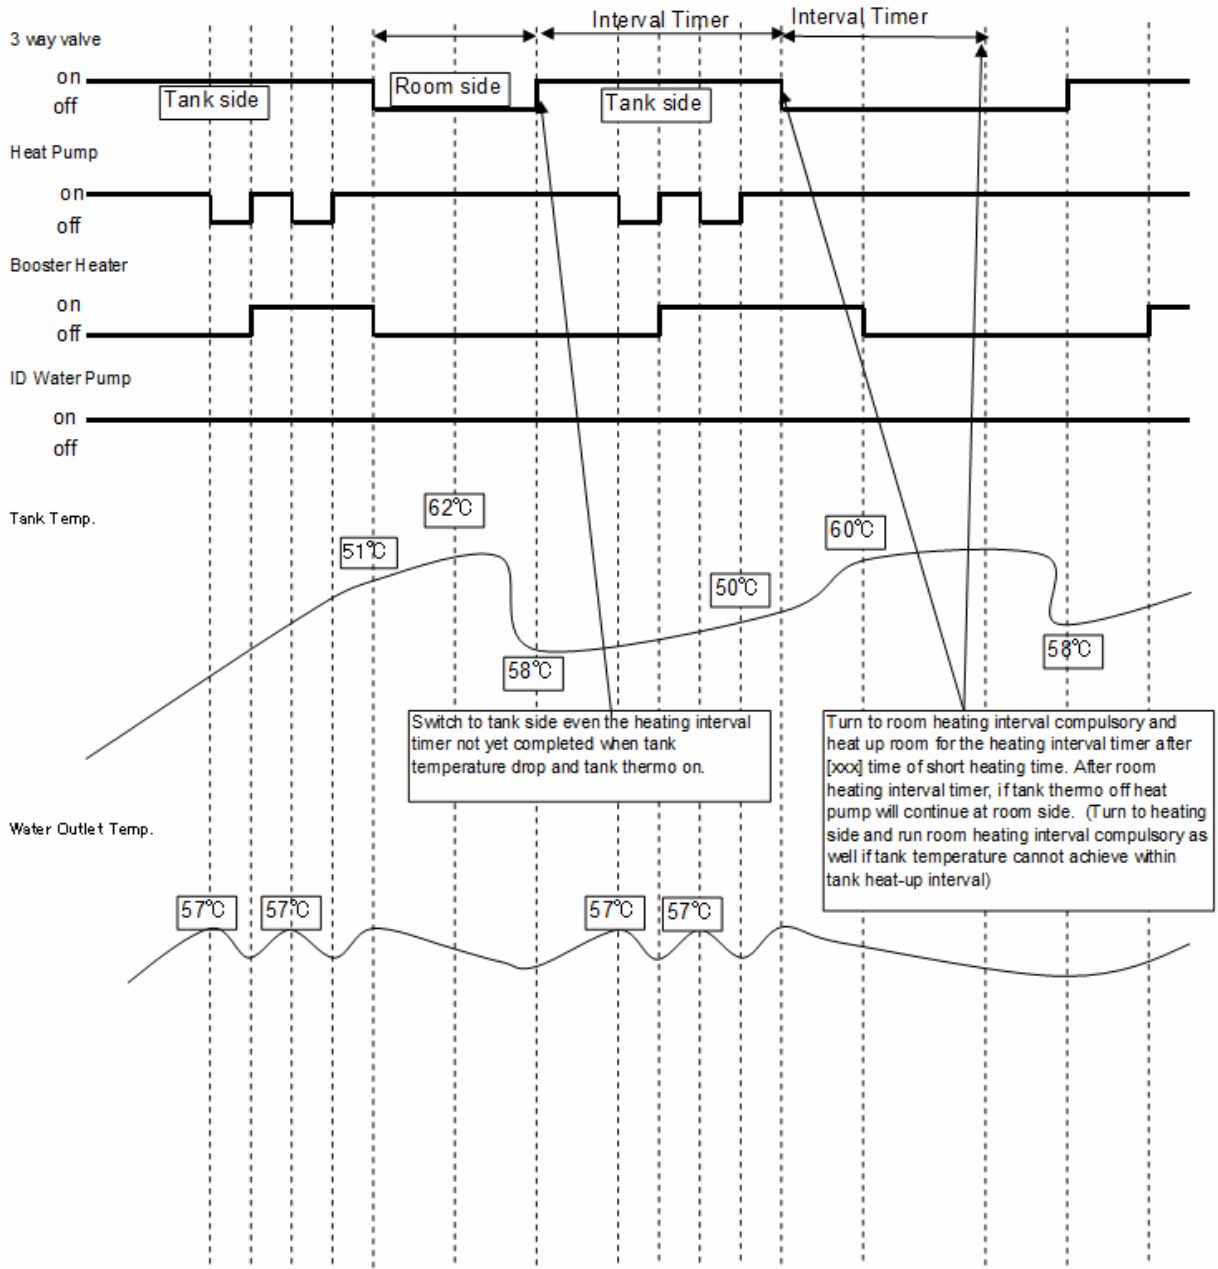 Interval Timer
Interval Timer
3 way valve
on
off
Tank side
Room side
Tank side
Heat Pump
on
off
Booster Heater
on
off
ID Water Pump
on
off
Tank Temp.
51℃
62℃
58℃
50℃
60℃
58℃
Switch to tank side even the heating interval
timer not yet completed when tank
temperature drop and tank thermo on.
Turn to room heating interval compulsory and
heat up room for the heating interval timer after
[xxx] time of short heating time. After room
heating interval timer, if tank thermo off heat
pump will continue at room side. (Turn to heating
side and run room heating interval compulsory as
well if tank temperature cannot achieve within
tank heat-up interval)
Water Outlet Temp.
57℃
57℃
57℃
57℃